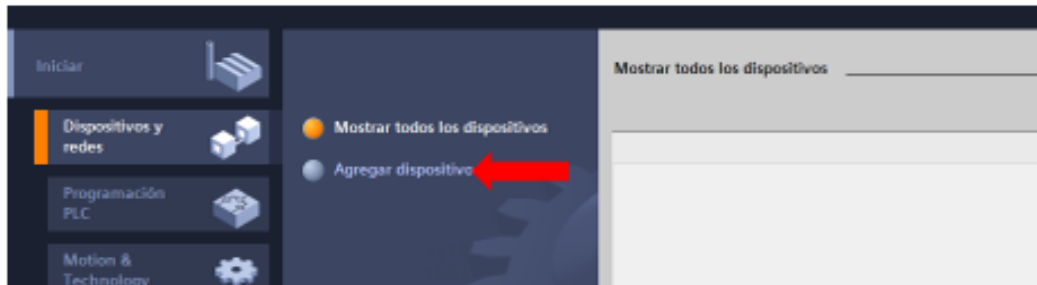 Iniciar
Dispositivos y
redes
Programación
PLC
Motion &
Technology
Mostrar todos los dispositivos
Agregar dispositivo
Mostrar todos los dispositivos